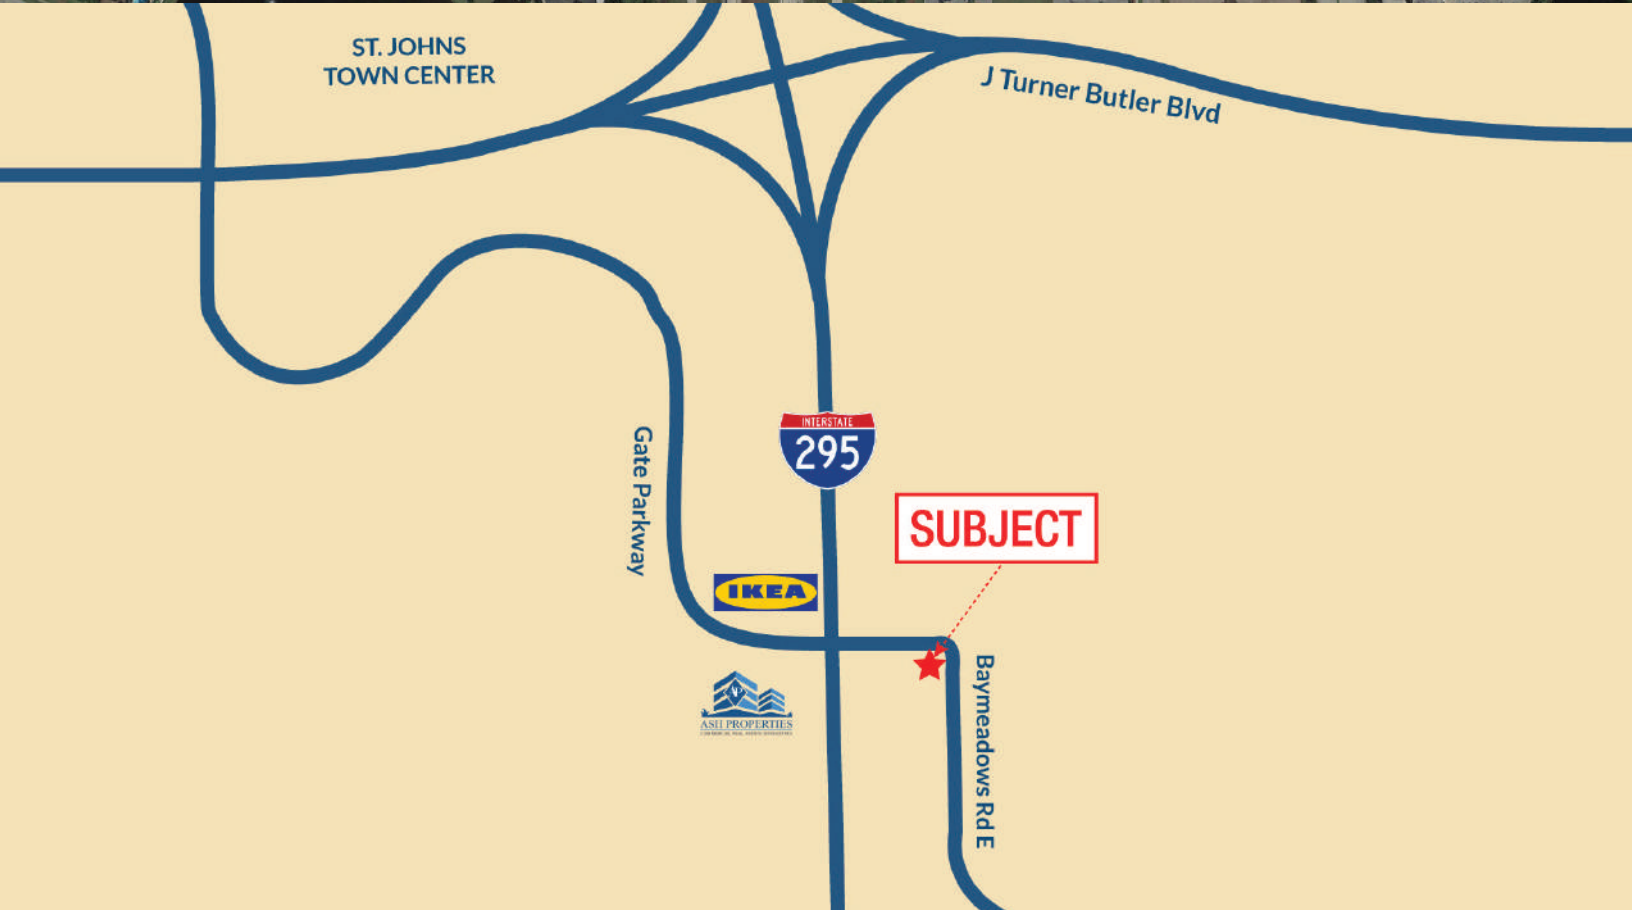 ST. JOHNS
TOWN CENTER
J Turner Butler Blvd
INTERSTATE
295
Gate Parkway
SUBJECT
IKEA
Baymeadows Rd E
ASH PROPERTIES